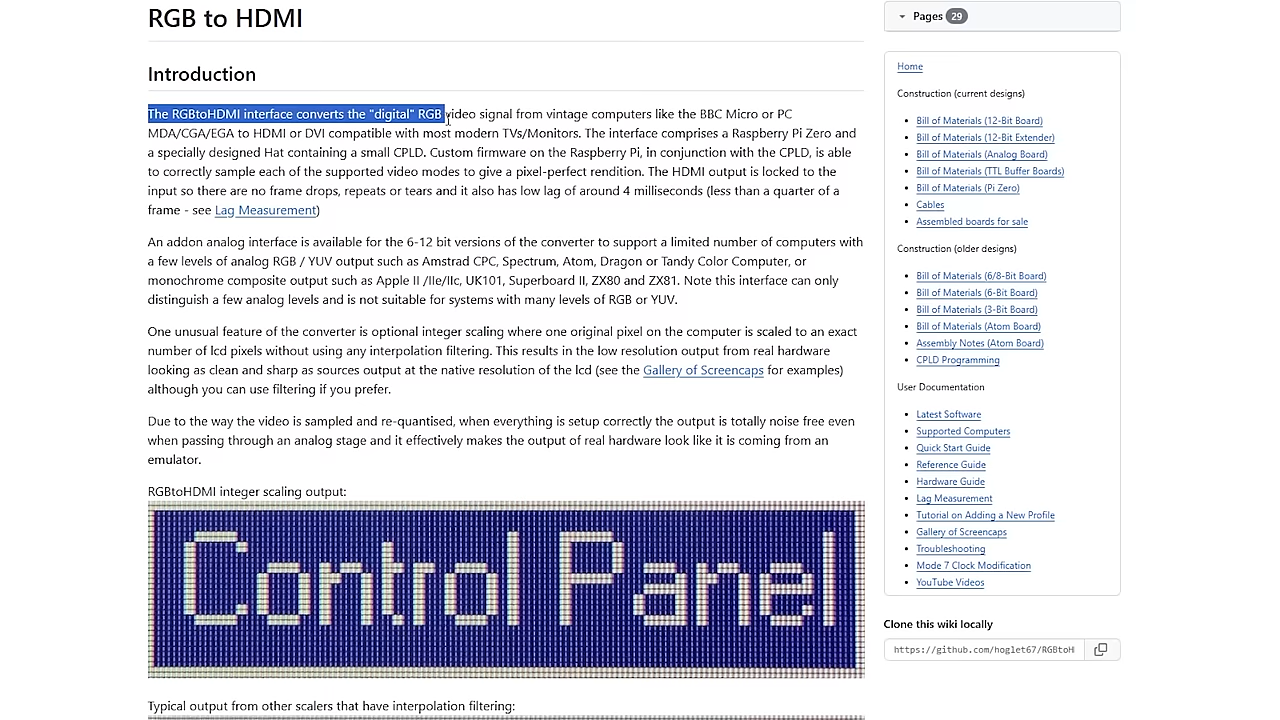 RGB to HDMI
Introduction
The RGBtoHDMI interface converts the "digital" RGB video signal from vintage computers like the BBC Micro or PC
MDA/CGA/EGA to HDMI or DVI compatible with most modern TVs/Monitors. The interface comprises a Raspberry Pi Zero and
a specially designed Hat containing a small CPLD. Custom firmware on the Raspberry Pi, in conjunction with the CPLD, is able
to correctly sample each of the supported video modes to give a pixel-perfect rendition. The HDMI output is locked to the
input so there are no frame drops, repeats or tears and it also has low lag of around 4 milliseconds (less than a quarter of a
frame - see Lag Measurement)
An addon analog interface is available for the 6-12 bit versions of the converter to support a limited number of computers with
a few levels of analog RGB / YUV output such as Amstrad CPC, Spectrum, Atom, Dragon or Tandy Color Computer, or
monochrome composite output such as Apple II /IIe/IIc, UK101, Superboard II, ZX80 and ZX81. Note this interface can only
distinguish a few analog levels and is not suitable for systems with many levels of RGB or YUV.
One unusual feature of the converter is optional integer scaling where one original pixel on the computer is scaled to an exact
number of lcd pixels without using any interpolation filtering. This results in the low resolution output from real hardware
looking as clean and sharp as sources output at the native resolution of the lcd (see the Gallery of Screencaps for examples)
although you can use filtering if you prefer.
Due to the way the video is sampled and re-quantised, when everything is setup correctly the output is totally noise free even
when passing through an analog stage and it effectively makes the output of real hardware look like it is coming from an
emulator.
RGBtoHDMI integer scaling output:
Control Panel
Typical output from other scalers that have interpolation filtering:
Pages 29
Home
Construction (current designs)
Bill of Materials (12-Bit Board)
Bill of Materials (12-Bit Extender)
Bill of Materials (Analog Board)
Bill of Materials (TTL Buffer Boards)
Bill of Materials (Pi Zero)
Cables
Assembled boards for sale
Construction (older designs)
Bill of Materials (6/8-Bit Board)
Bill of Materials (6-Bit Board)
Bill of Materials (3-Bit Board)
Bill of Materials (Atom Board)
Assembly Notes (Atom Board)
CPLD Programming
User Documentation
Latest Software
Supported Computers
Quick Start Guide
Reference Guide
Hardware Guide
Lag Measurement
Tutorial on Adding a New Profile
Gallery of Screencaps
Troubleshooting
Mode 7 Clock Modification
YouTube Videos
Clone this wiki locally
https://github.com/hoglet67/RGBtoH